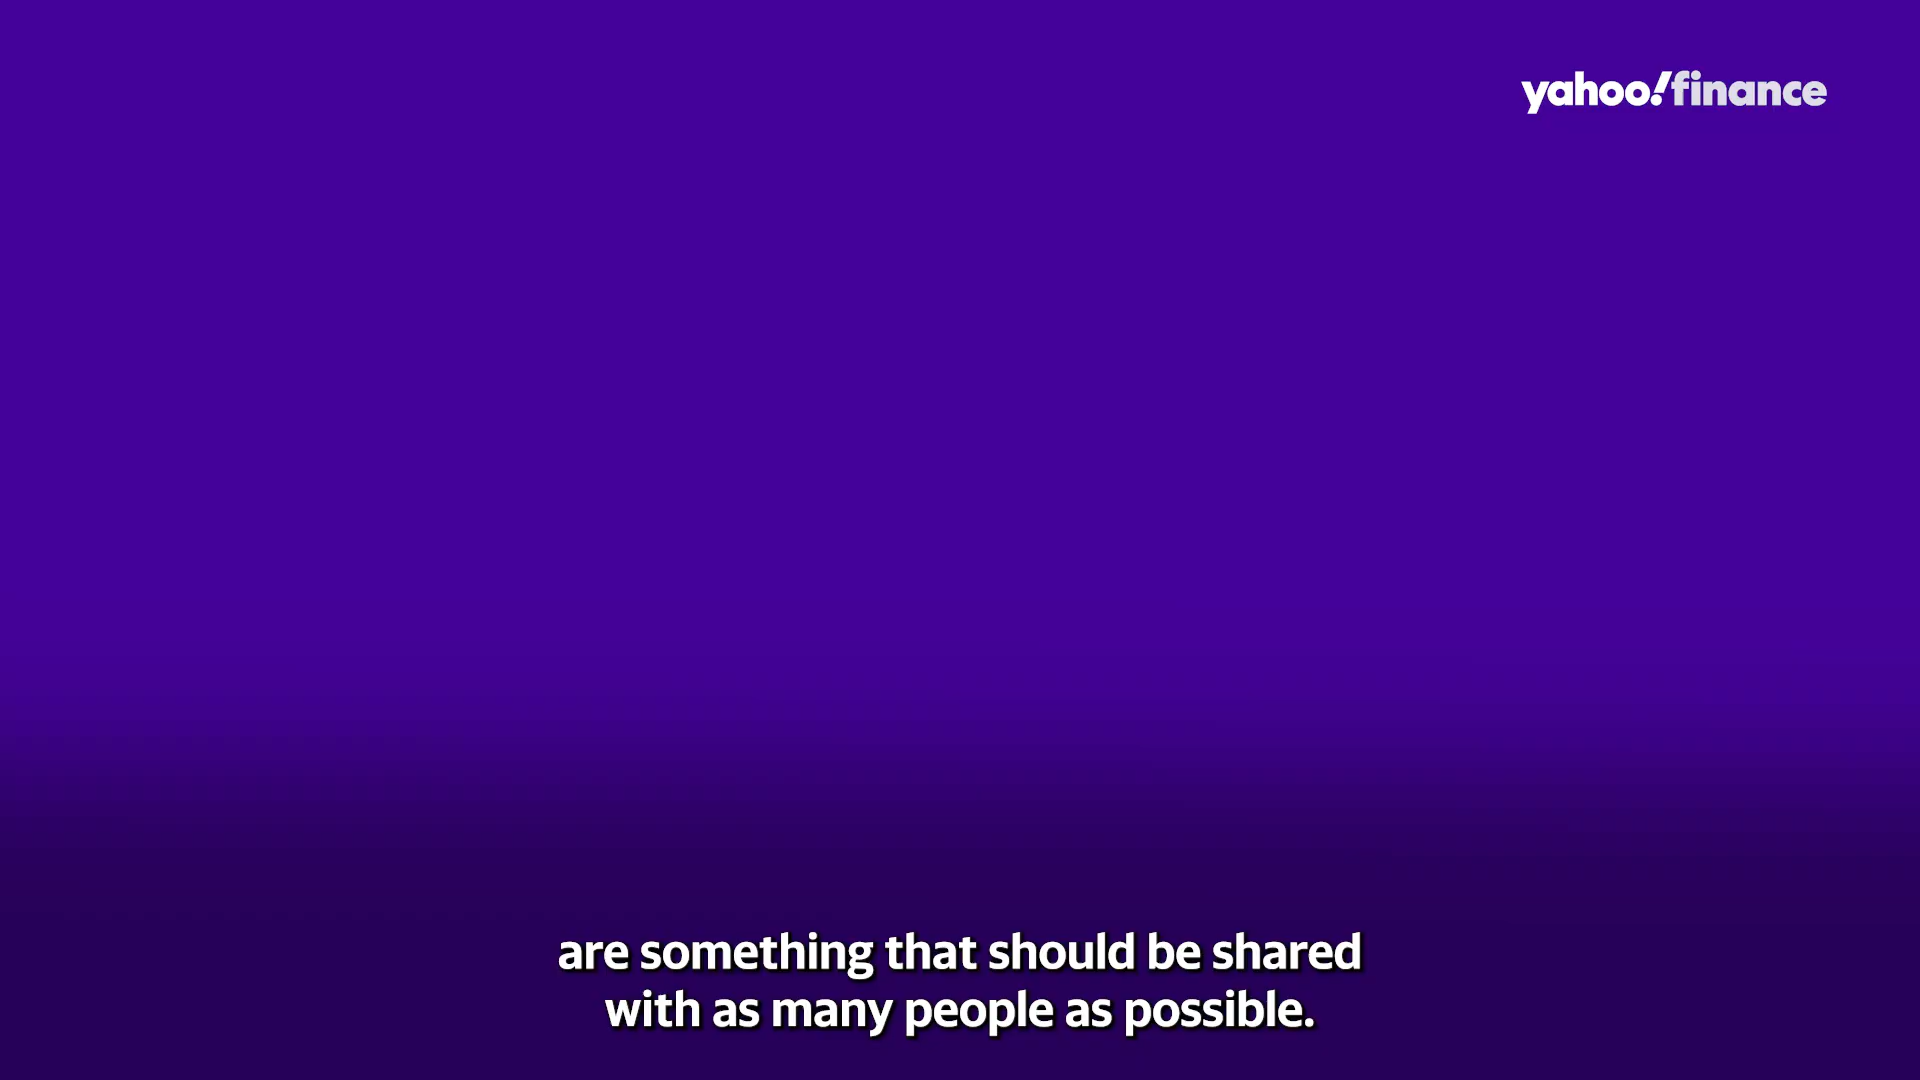 yahoo!finance
are something that should be shared
with as many people as possible.